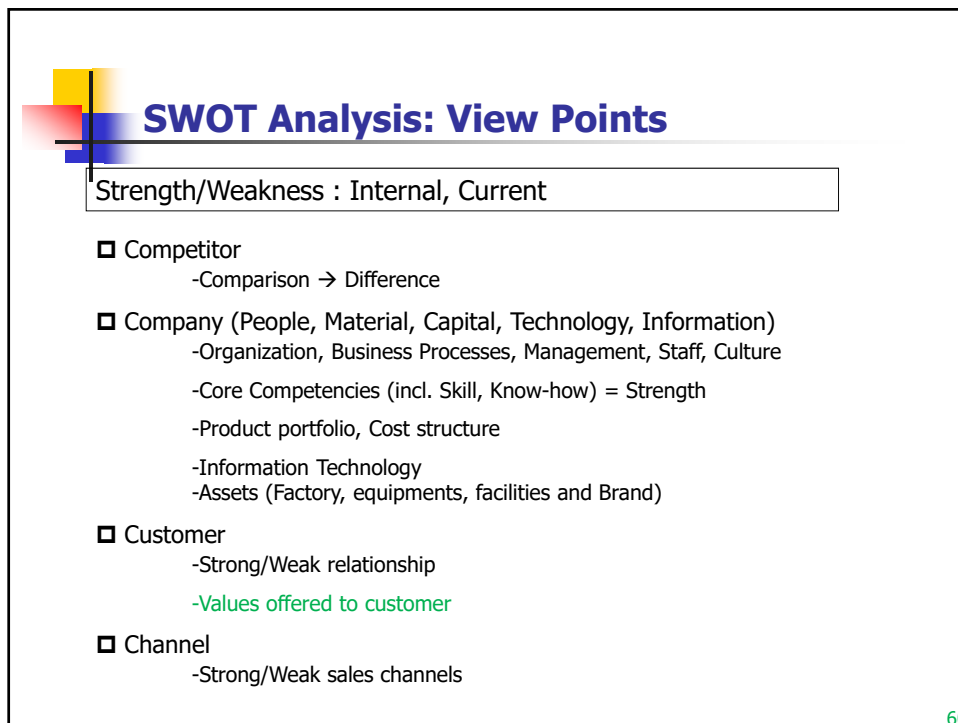 SWOT Analysis: View Points
Strength/Weakness : Internal, Current
Competitor
-Comparison → Difference
Company (People, Material, Capital, Technology, Information)
-Organization, Business Processes, Management, Staff, Culture
-Core Competencies (incl. Skill, Know-how) = Strength
-Product portfolio, Cost structure
-Information Technology
-Assets (Factory, equipments, facilities and Brand)
Customer
-Strong/Weak relationship
-Values offered to customer
Channel
-Strong/Weak sales channels